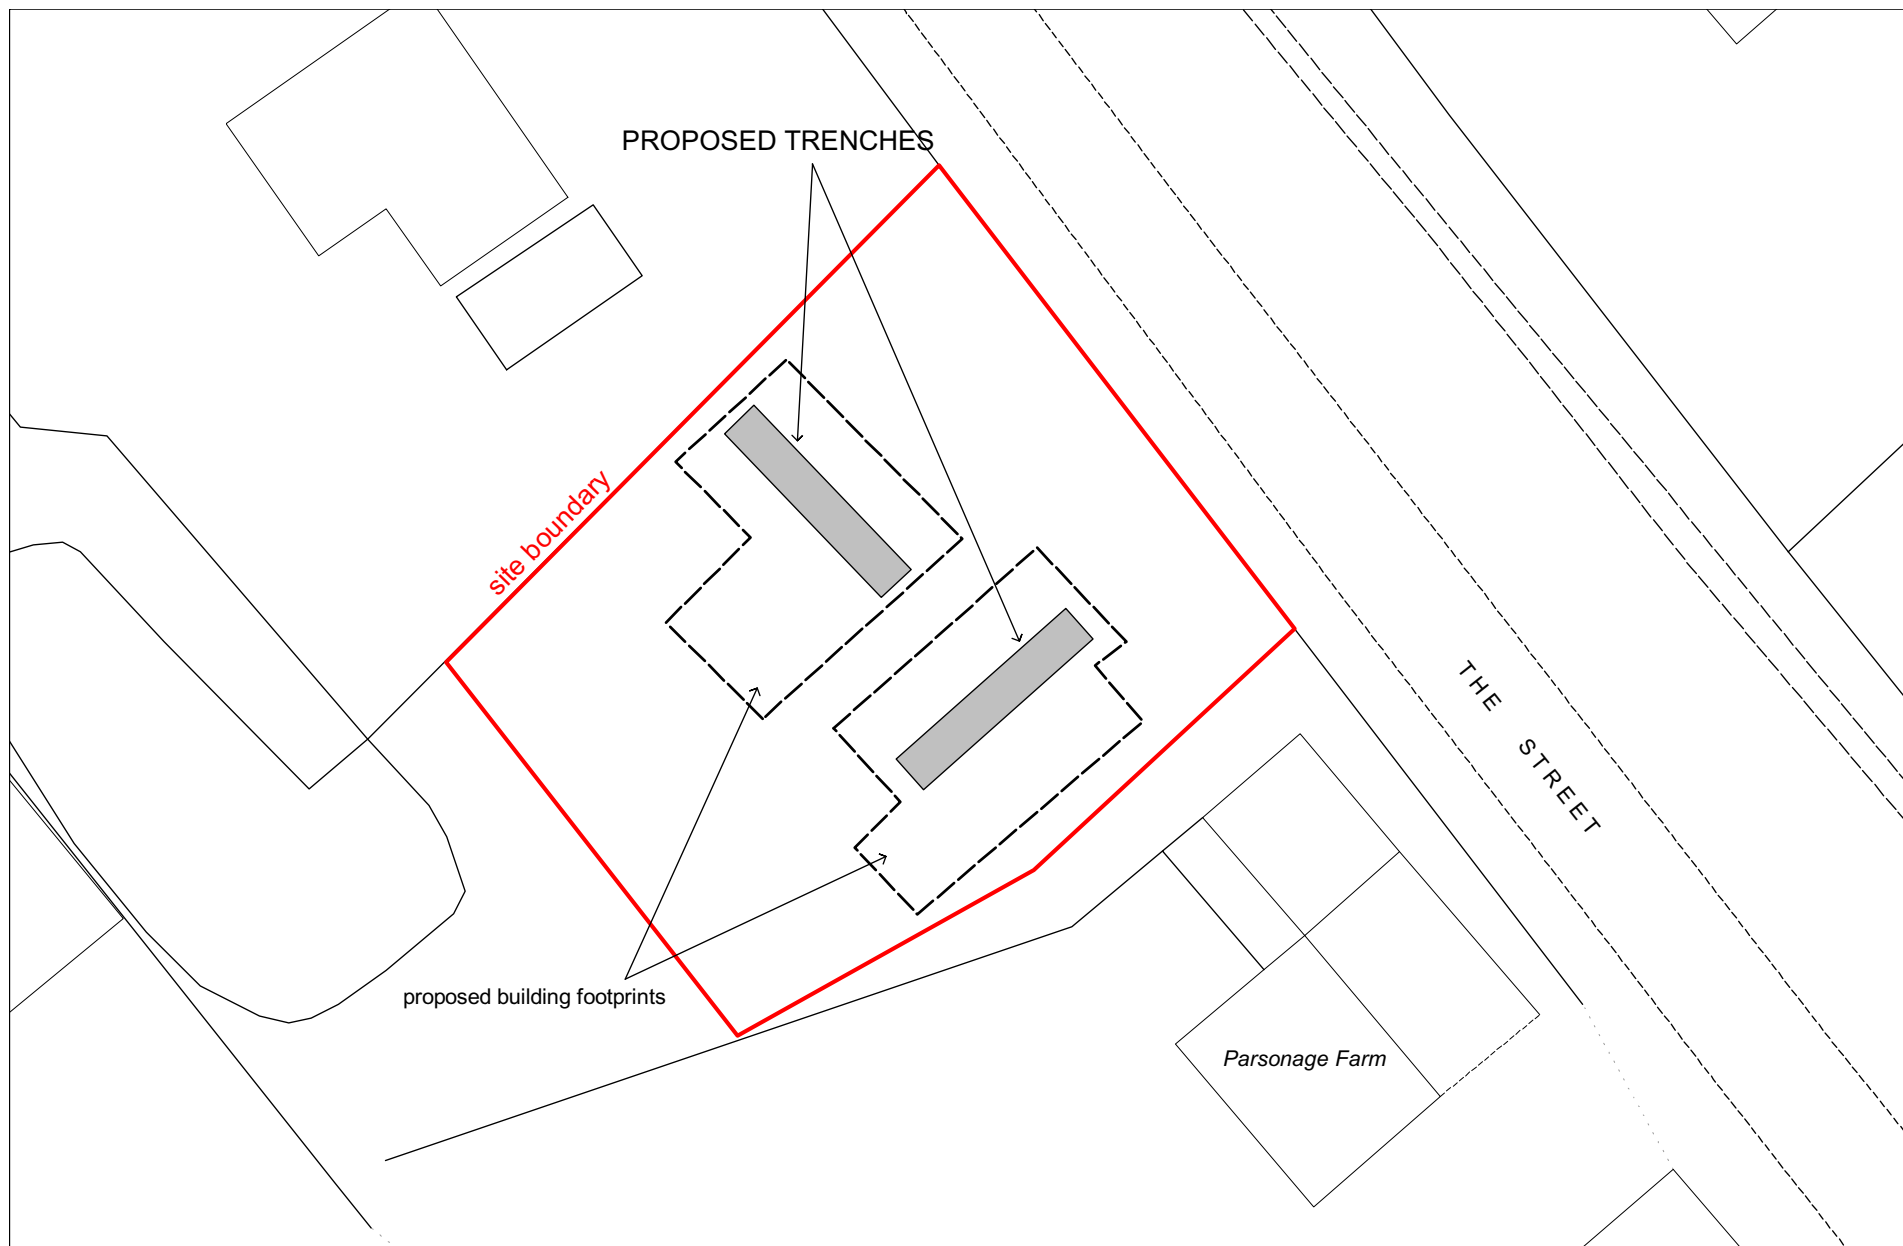 PROPOSED TRENCHES
site boundary
THE STREET
proposed building footprints
Parsonage Farm